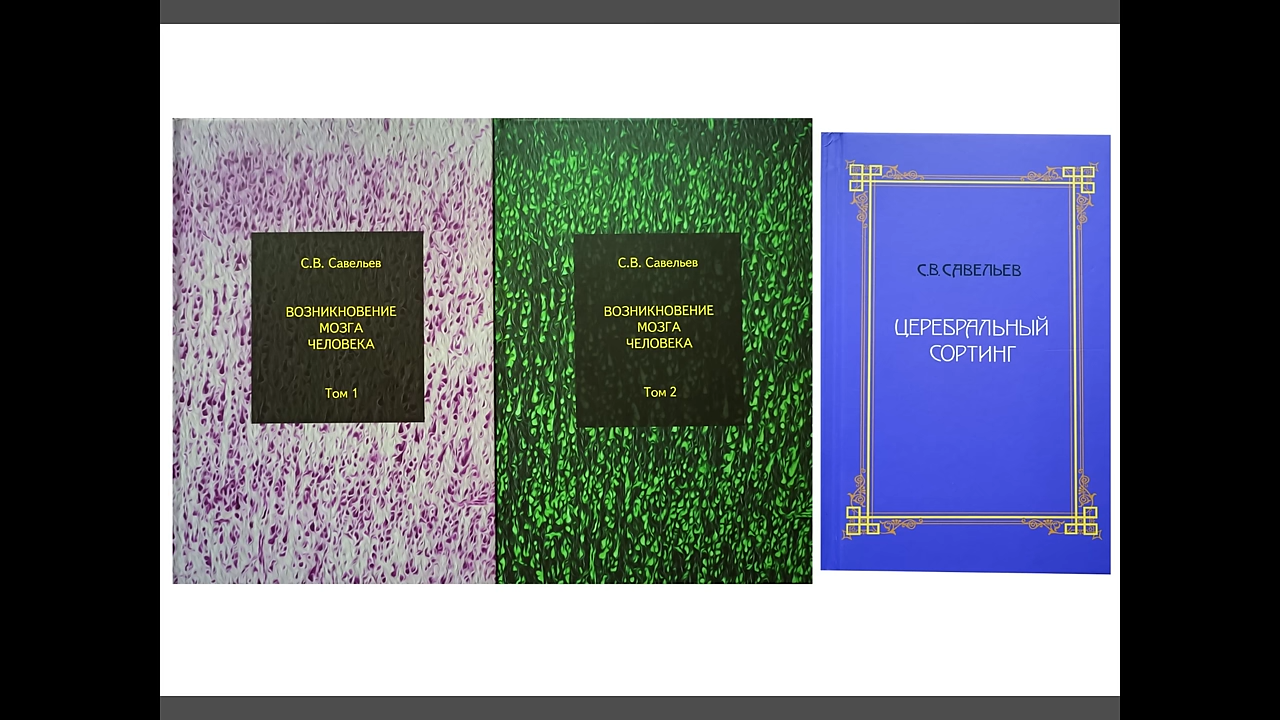 С.В. Савельев
ВОЗНИКНОВЕНИЕ
МОЗГА
ЧЕЛОВЕКА
Том 1
С.В. Савельев
ВОЗНИКНОВЕНИЕ
МОЗГА
ЧЕЛОВЕКА
Том 2
С.В. САВЕЛЬЕВ
ЦЕРЕБРАЛЬНЫЙ
СОРТИНГ